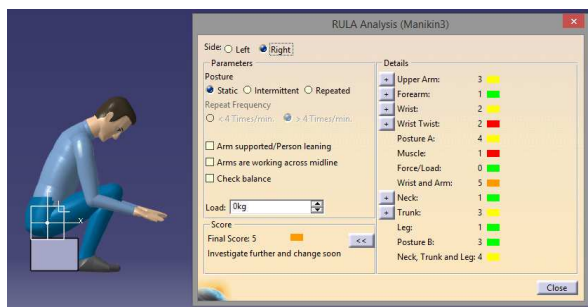 RULA Analysis (Manikin3)
Side: Left Right
Parameters
Posture
Static Intermittent Repeated
Repeat Frequency
< 4 Times/min. > 4 Times/min.
Arm supported/Person leaning
Arms are working across midline
Check balance
Load: 0kg
Score
Final Score: 5 <<
Investigate further and change soon
Details
+ Upper Arm: 3
+ Forearm: 1
+ Wrist: 2
+ Wrist Twist: 2
Posture A: 4
Muscle: 1
Force/Load: 0
Wrist and Arm: 5
+ Neck: 1
+ Trunk: 3
Leg: 1
Posture B: 3
Neck, Trunk and Leg: 4
Close
x